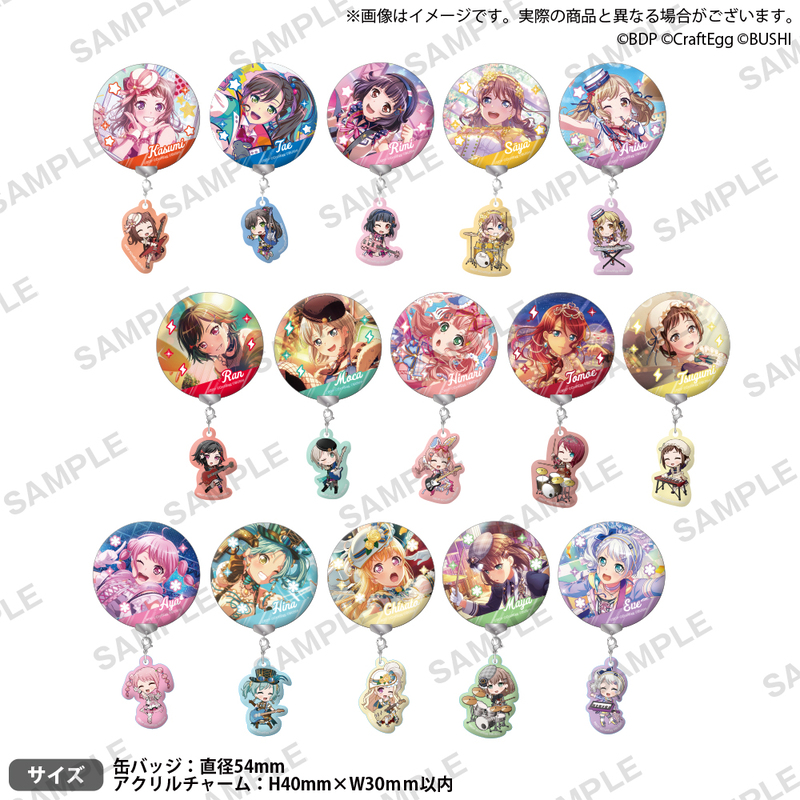 ※画像はイメージです。実際の商品と異なる場合がございます。
©BDP ©CraftEgg ©BUSHI
Kasumi
Tae
Rimi
Saya
Arisa
Ran
Moca
Himari
Tomoe
Tsugumi
Aya
Hina
Chisato
Maya
Eve
サイズ
缶バッジ：直径54mm
アクリルチャーム：H40mm×W30mm以内
SAMPLE